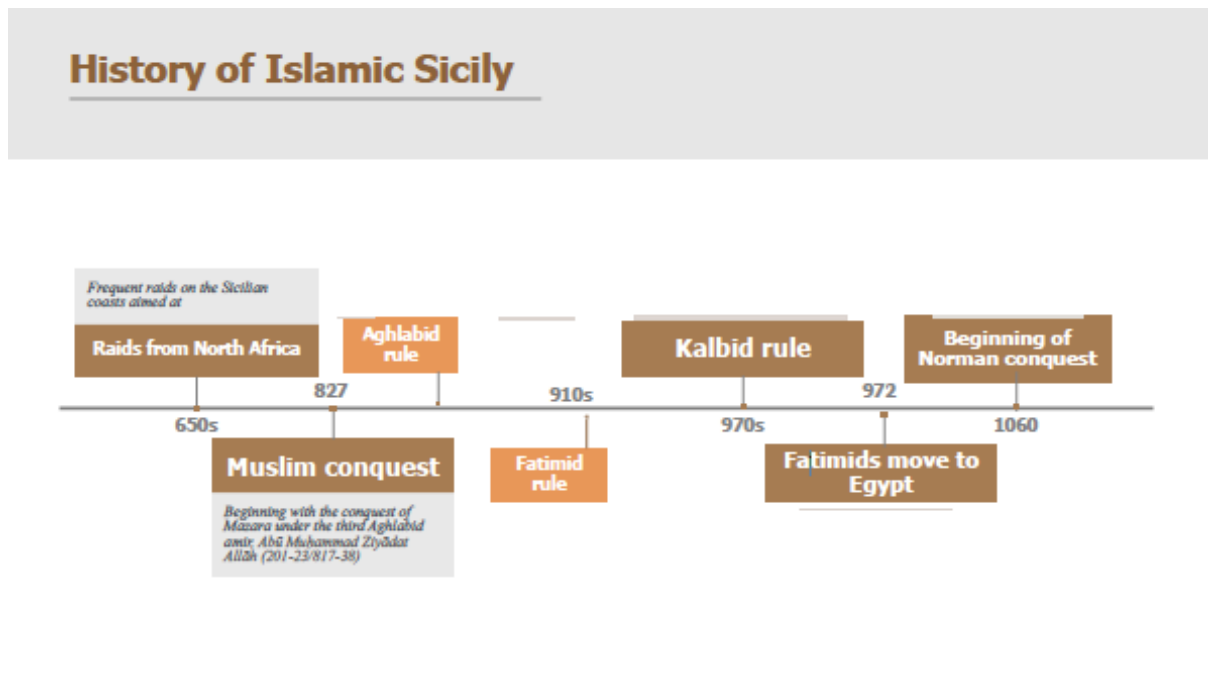 History of Islamic Sicily
Frequent raids on the Sicilian
coasts aimed at
Raids from North Africa
650s
827
Muslim conquest
Beginning with the conquest of
Mazara under the third Aghlabid
amir, Abū Muḥammad Ziyādat
Allāh (201-23/817-38)
Aghlabid
rule
910s
Fatimid
rule
Kalbid rule
970s
972
Fatimids move to
Egypt
Beginning of
Norman conquest
1060